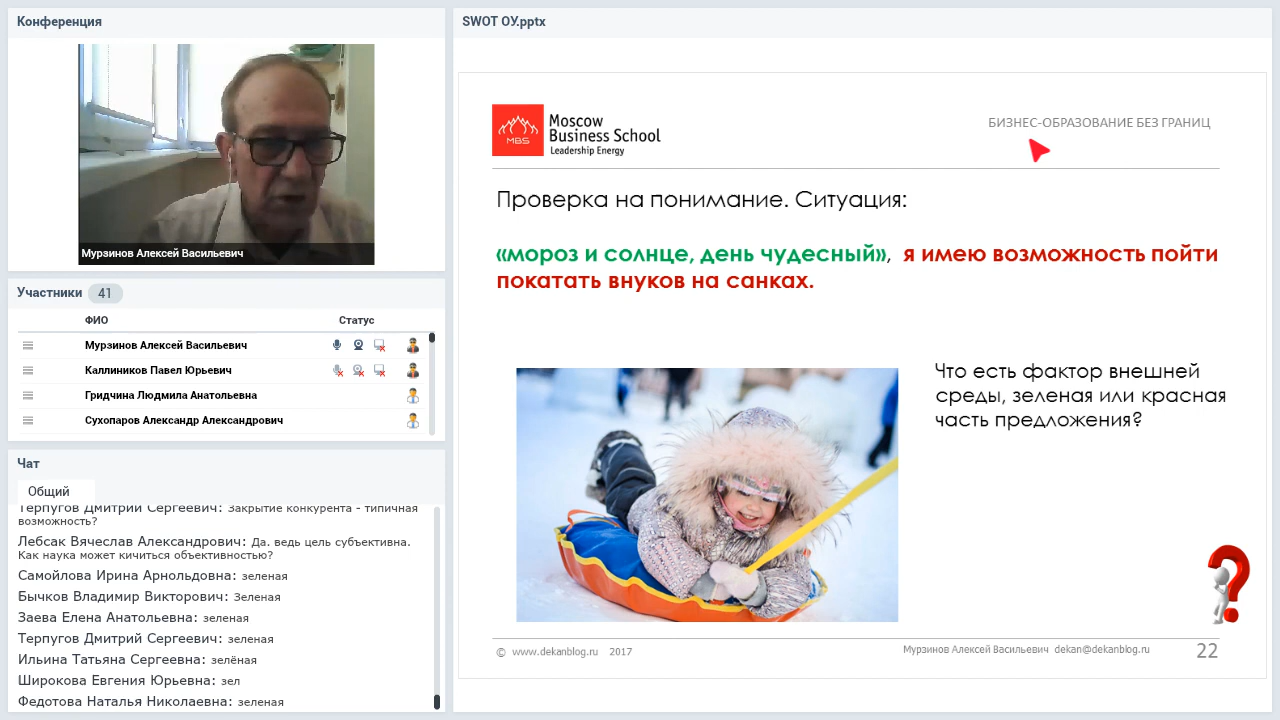 Конференция
Мурзинов Алексей Васильевич
Участники 41
ФИО Статус
Мурзинов Алексей Васильевич
Каллиников Павел Юрьевич
Гридчина Людмила Анатольевна
Сухопаров Александр Александрович
Чат
Общий
Терпугов Дмитрий Сергеевич: Закрытие конкурента - типичная
возможность?
Лебсак Вячеслав Александрович: Да. ведь цель субъективна.
Как наука может кичиться объективностью?
Самойлова Ирина Арнольдовна: зеленая
Бычков Владимир Викторович: Зеленая
Заева Елена Анатольевна: зеленая
Терпугов Дмитрий Сергеевич: зеленая
Ильина Татьяна Сергеевна: зелёная
Широкова Евгения Юрьевна: зел
Федотова Наталья Николаевна: зеленая
SWOT ОУ.pptx
MBS
Moscow
Business School
Leadership Energy
БИЗНЕС-ОБРАЗОВАНИЕ БЕЗ ГРАНИЦ
Проверка на понимание. Ситуация:
«мороз и солнце, день чудесный», я имею возможность пойти
покатать внуков на санках.
Что есть фактор внешней
среды, зеленая или красная
часть предложения?
© www.dekanblog.ru 2017
Мурзинов Алексей Васильевич dekan@dekanblog.ru
22